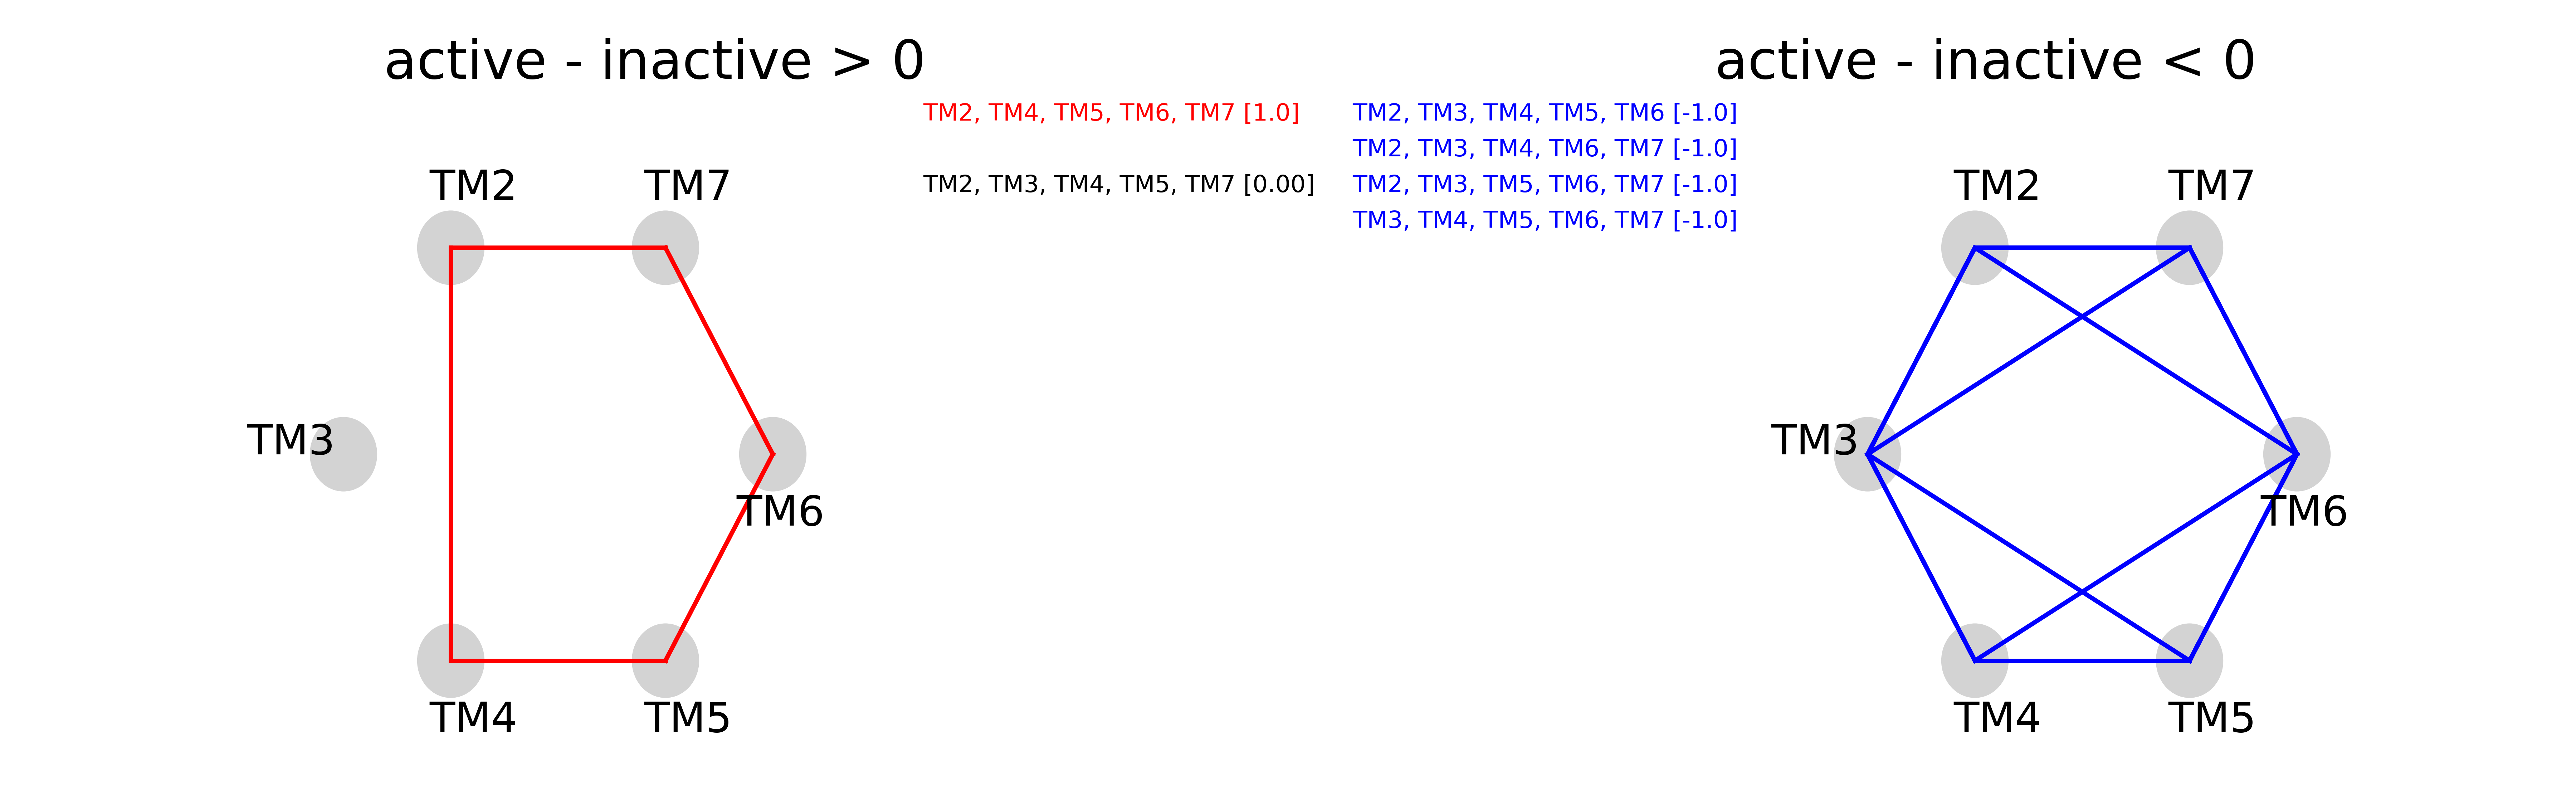 active - inactive > 0
active - inactive < 0
TM2, TM4, TM5, TM6, TM7 [1.0]
TM2, TM3, TM4, TM5, TM7 [0.00]
TM2, TM3, TM4, TM5, TM6 [-1.0]
TM2, TM3, TM4, TM6, TM7 [-1.0]
TM2, TM3, TM5, TM6, TM7 [-1.0]
TM3, TM4, TM5, TM6, TM7 [-1.0]
TM2
TM7
TM3
TM6
TM4
TM5
TM2
TM7
TM3
TM6
TM4
TM5